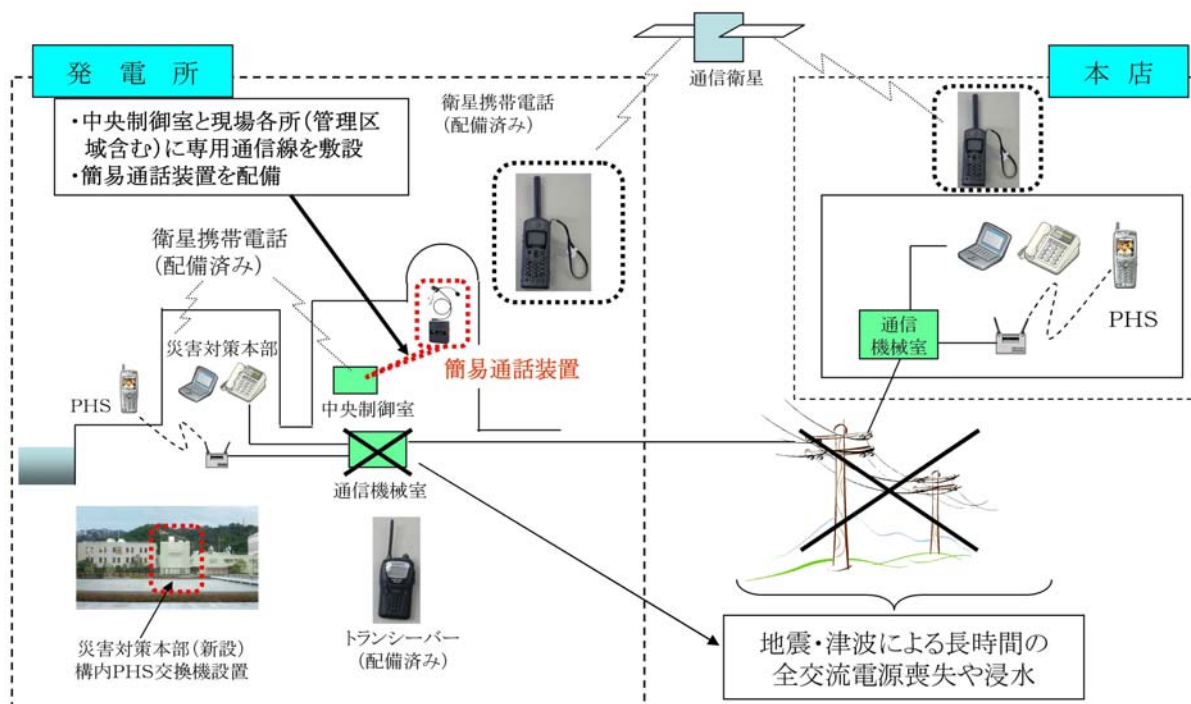 発電所
・中央制御室と現場各所(管理区
域含む)に専用通信線を敷設
・簡易通話装置を配備
衛星携帯電話
(配備済み)
通信衛星
本店
衛星携帯電話
(配備済み)
災害対策本部
PHS
簡易通話装置
中央制御室
通信機械室
通信
機械室
PHS
災害対策本部(新設)
構内PHS交換機設置
トランシーバー
(配備済み)
地震・津波による長時間の
全交流電源喪失や浸水